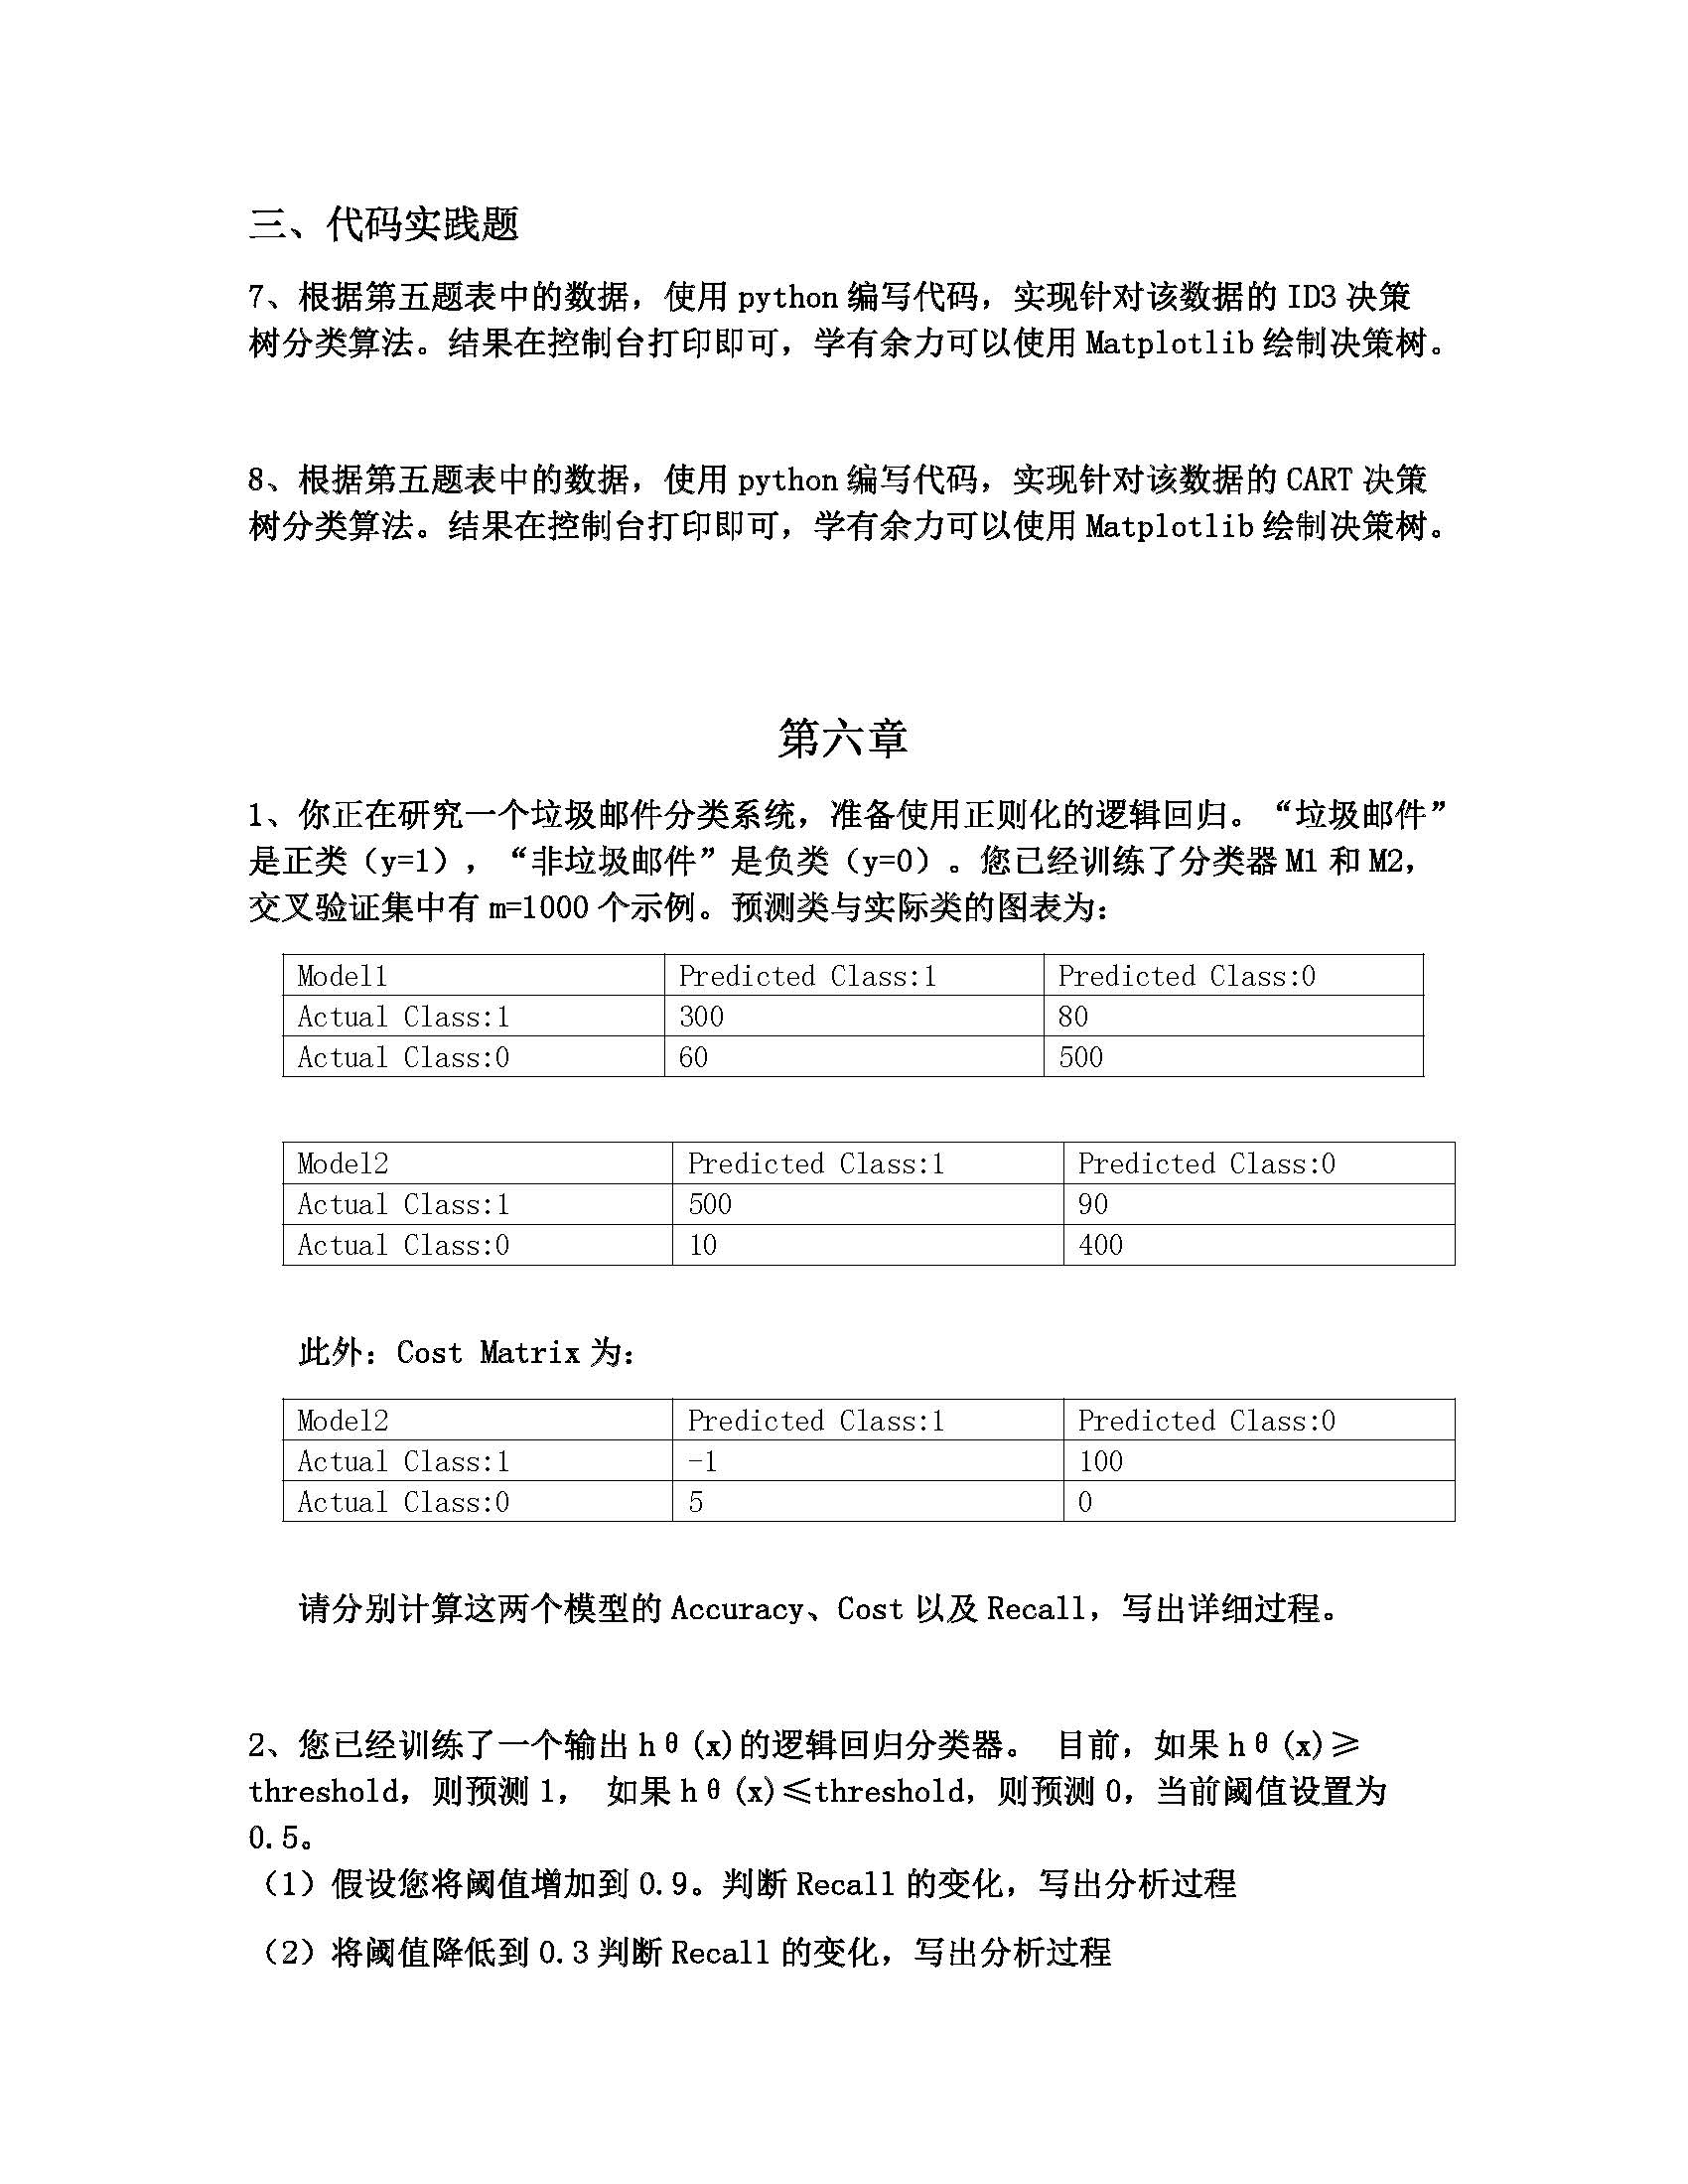 三、代码实践题
7、根据第五题表中的数据，使用 python 编写代码，实现针对该数据的 ID3 决策
树分类算法。结果在控制台打印即可，学有余力可以使用 Matplotlib 绘制决策树。
8、根据第五题表中的数据，使用 python 编写代码，实现针对该数据的 CART 决策
树分类算法。结果在控制台打印即可，学有余力可以使用 Matplotlib 绘制决策树。
第六章
1、你正在研究一个垃圾邮件分类系统，准备使用正则化的逻辑回归。“垃圾邮件”
是正类（y=1），“非垃圾邮件”是负类（y=0）。您已经训练了分类器 M1 和 M2，
交叉验证集中有 m=1000 个示例。预测类与实际类的图表为：
Model1 Predicted Class:1 Predicted Class:0
Actual Class:1 300 80
Actual Class:0 60 500
Model2 Predicted Class:1 Predicted Class:0
Actual Class:1 500 90
Actual Class:0 10 400
此外：Cost Matrix 为：
Model2 Predicted Class:1 Predicted Class:0
Actual Class:1 -1 100
Actual Class:0 5 0
请分别计算这两个模型的 Accuracy、Cost 以及 Recall，写出详细过程。
2、您已经训练了一个输出 hθ(x)的逻辑回归分类器。 目前，如果 hθ(x)≥
threshold，则预测 1， 如果 hθ(x)≤threshold，则预测 0，当前阈值设置为
0.5。
（1）假设您将阈值增加到 0.9。判断 Recall 的变化，写出分析过程
（2）将阈值降低到 0.3 判断 Recall 的变化，写出分析过程